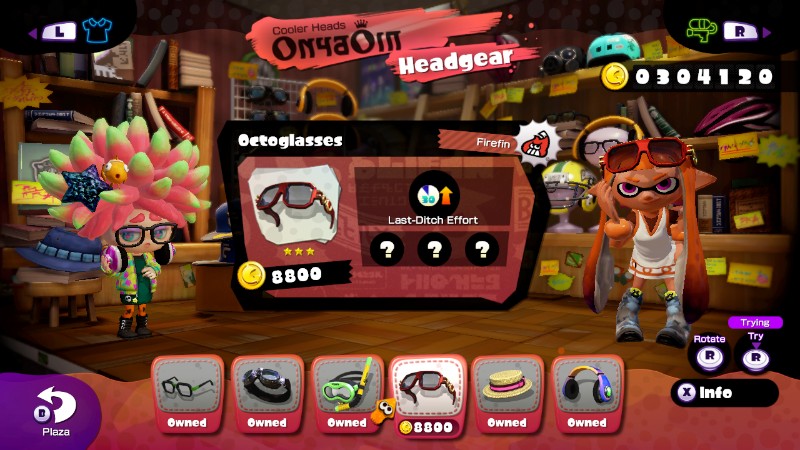 L
R
Cooler Heads
Headgear
0304120
Octoglasses
Firefin
30
Last-Ditch Effort
? ? ?
8800
Trying
Rotate
Try
R
R
Owned
Owned
Owned
8800
Owned
Owned
X Info
B
Plaza